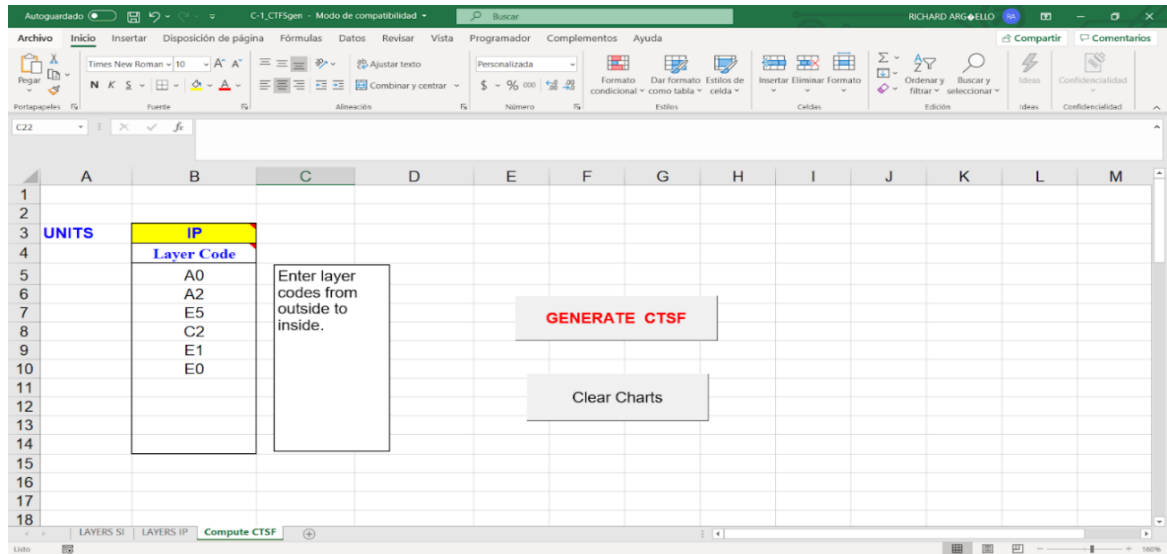 Autoguardado
C-1_CTFSgen - Modo de compatibilidad
Buscar
RICHARD ARG�ELLO
RA
Archivo Inicio Insertar Disposición de página Fórmulas Datos Revisar Vista Programador Complementos Ayuda
Compartir Comentarios
Pegar
Times New Roman 10 A^ A˅
N K S A
Ajustar texto
Combinar y centrar
Personalizada
$ % 000
Formato condicional
Dar formato como tabla
Estilos de celda
Insertar Eliminar Formato
Ordenar y filtrar
Buscar y seleccionar
Ideas
Confidencialidad
Portapapeles Fuente Alineación Número Estilos Celdas Edición Ideas Confidencialidad
C22 fx
A B C D E F G H I J K L M
1
2
3 UNITS IP
4 Layer Code
5 A0
6 A2
7 E5
8 C2
9 E1
10 E0
11
12
13
14
15
16
17
18
Enter layer
codes from
outside to
inside.
GENERATE CTSF
Clear Charts
LAYERS SI LAYERS IP Compute CTSF
Listo
160%